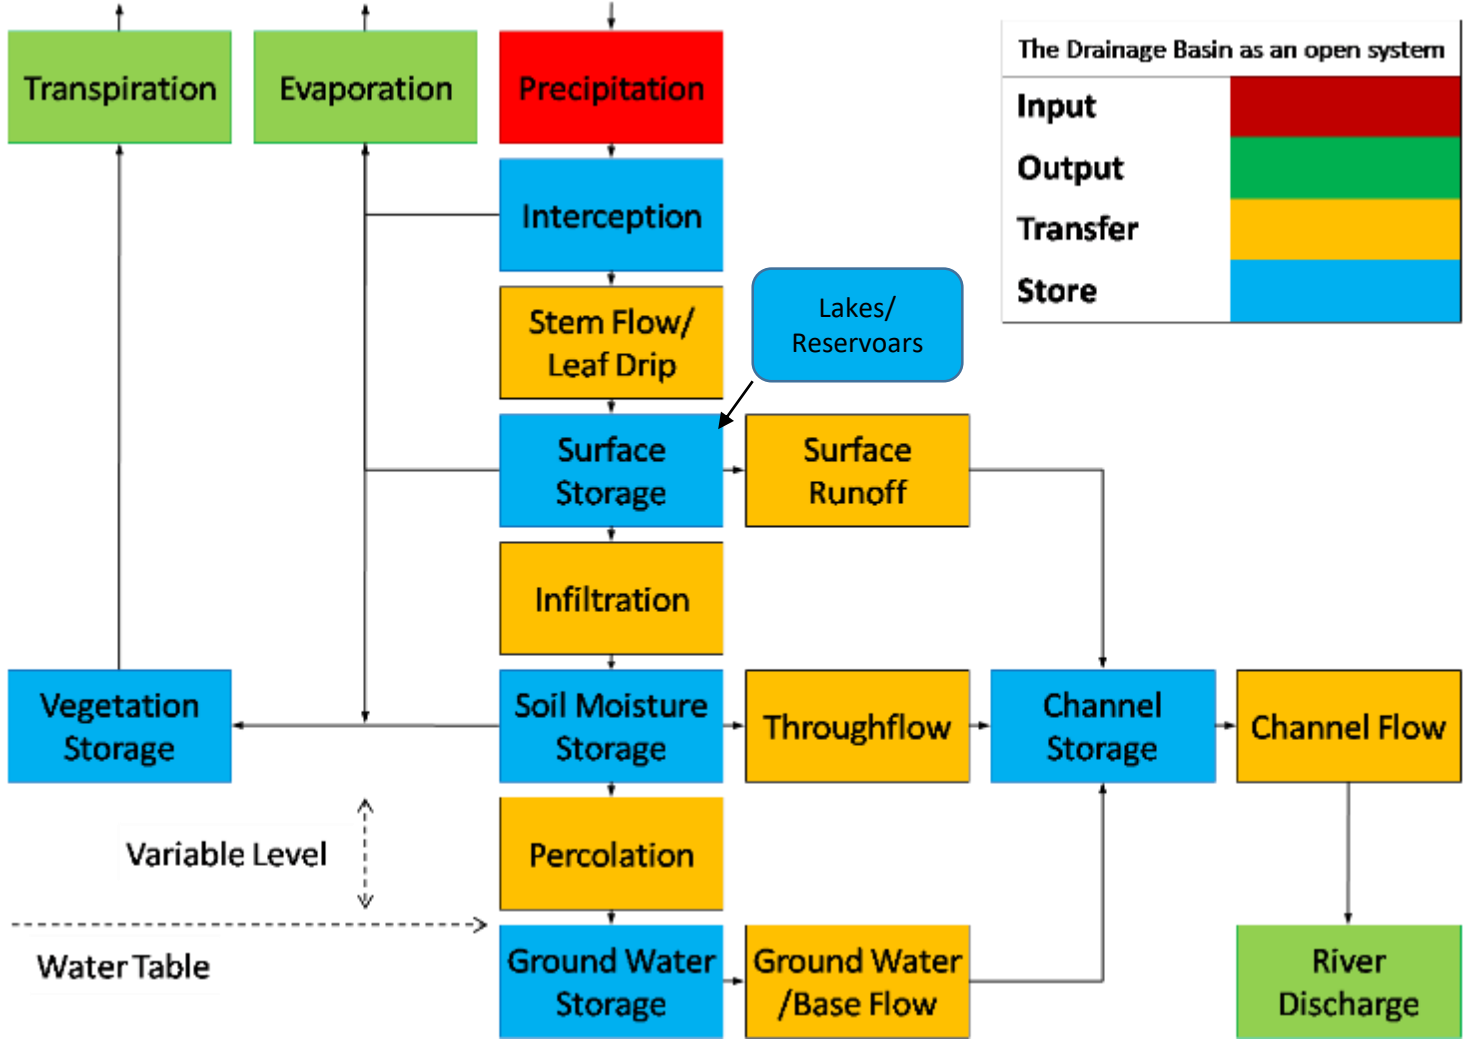 Transpiration
Evaporation
Precipitation
The Drainage Basin as an open system
Input
Output
Transfer
Store
Interception
Stem Flow/
Leaf Drip
Lakes/
Reservoars
Surface
Storage
Surface
Runoff
Infiltration
Vegetation
Storage
Soil Moisture
Storage
Throughflow
Channel
Storage
Channel Flow
Variable Level
Percolation
Water Table
Ground Water
Storage
Ground Water
/Base Flow
River
Discharge